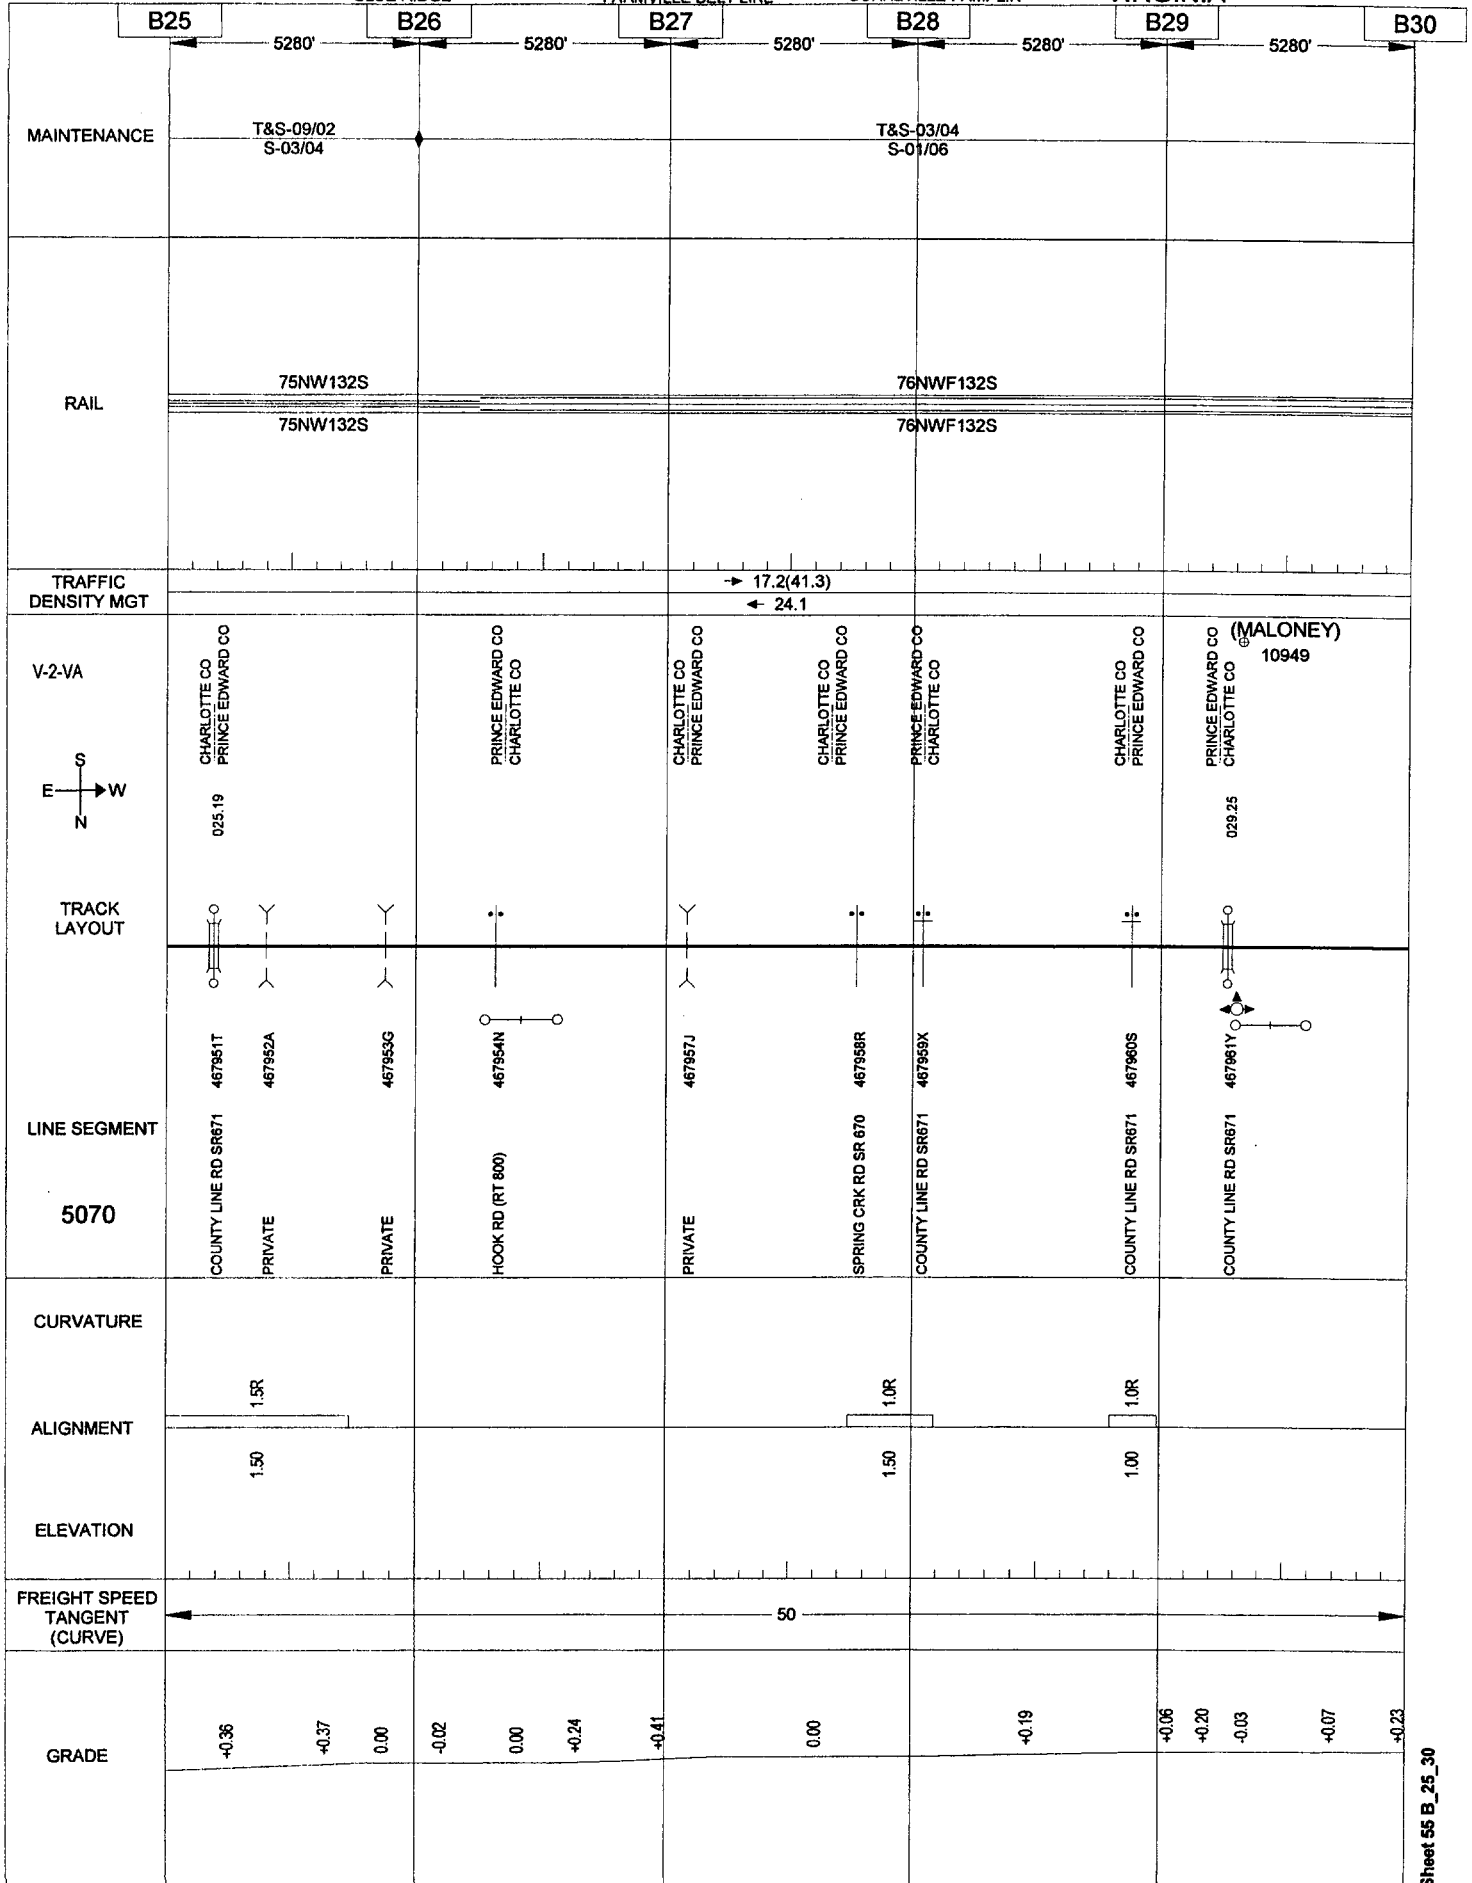 B25
B26
B27
B28
B29
B30
5280'
5280'
5280'
5280'
5280'
MAINTENANCE
T&S-09/02
S-03/04
T&S-03/04
S-01/06
RAIL
75NW132S
75NW132S
76NWF132S
76NWF132S
TRAFFIC
DENSITY MGT
17.2(41.3)
24.1
V-2-VA
CHARLOTTE CO
PRINCE EDWARD CO
PRINCE EDWARD CO
CHARLOTTE CO
CHARLOTTE CO
PRINCE EDWARD CO
CHARLOTTE CO
PRINCE EDWARD CO
PRINCE EDWARD CO
CHARLOTTE CO
CHARLOTTE CO
PRINCE EDWARD CO
PRINCE EDWARD CO
CHARLOTTE CO
(MALONEY)
10949
S
E
W
N
025.19
029.25
TRACK
LAYOUT
467951T
467952A
467953G
467954N
467957J
467958R
467959X
467960S
467961Y
LINE SEGMENT
5070
COUNTY LINE RD SR671
PRIVATE
PRIVATE
HOOK RD (RT 800)
PRIVATE
SPRING CRK RD SR 670
COUNTY LINE RD SR671
COUNTY LINE RD SR671
COUNTY LINE RD SR671
CURVATURE
1.5R
1.0R
1.0R
ALIGNMENT
1.50
1.50
1.00
ELEVATION
FREIGHT SPEED
TANGENT
(CURVE)
50
GRADE
+0.36
+0.37
0.00
-0.02
0.00
+0.24
+0.41
0.00
+0.19
+0.06
+0.20
-0.03
+0.07
+0.23
Sheet 55 B_25_30